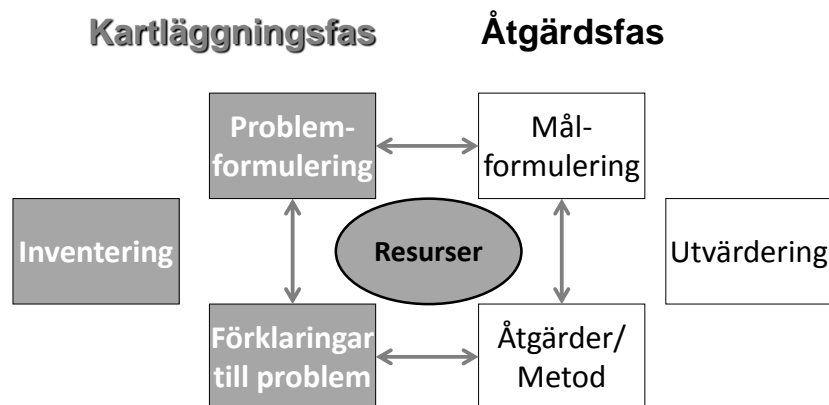 Kartläggningsfas
Åtgärdsfas
Problem-
formulering
Mål-
formulering
Inventering
Resurser
Utvärdering
Förklaringar
till problem
Åtgärder/
Metod